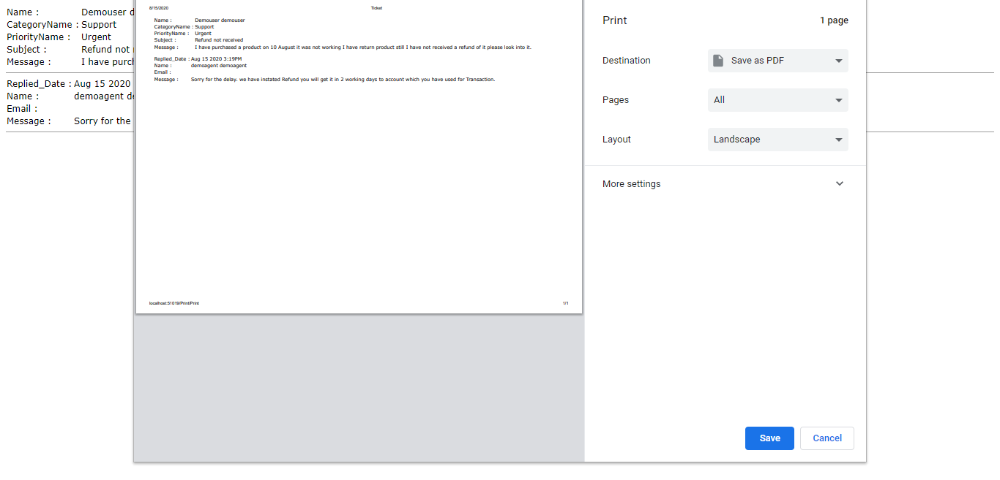 Name : Demouser d
CategoryName : Support
PriorityName : Urgent
Subject : Refund not
Message : I have purch
Replied_Date : Aug 15 2020
Name : demoagent de
Email :
Message : Sorry for the
8/15/2020 Ticket
Name : Demouser demouser
CategoryName : Support
PriorityName : Urgent
Subject : Refund not received
Message : I have purchased a product on 10 August it was not working I have return product still I have not received a refund of it please look into it.
Replied_Date : Aug 15 2020 3:19PM
Name : demoagent demoagent
Email :
Message : Sorry for the delay. we have instated Refund you will get it in 2 working days to account which you have used for Transaction.
localhost:51019/Print/Print 1/1
Print 1 page
Destination Save as PDF
Pages All
Layout Landscape
More settings
Save Cancel